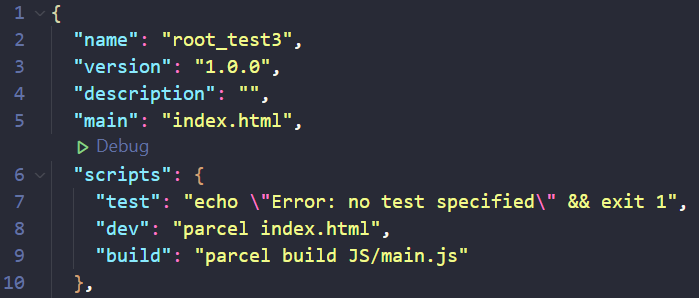 1 {
2 "name": "root_test3",
3 "version": "1.0.0",
4 "description": "",
5 "main": "index.html",
Debug
6 "scripts": {
7 "test": "echo \"Error: no test specified\" && exit 1",
8 "dev": "parcel index.html",
9 "build": "parcel build JS/main.js"
10 },